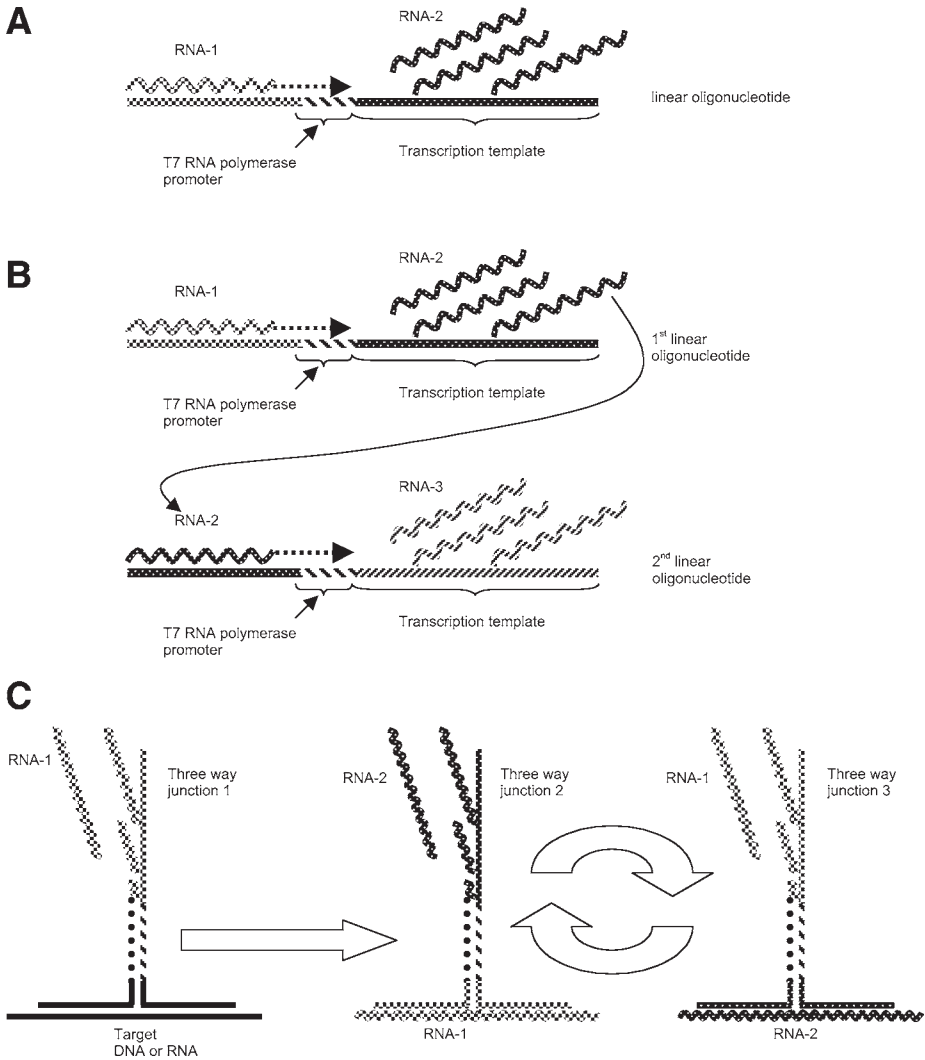 A
RNA-1
RNA-2
linear oligonucleotide
T7 RNA polymerase
promoter
Transcription template
B
RNA-1
RNA-2
1st linear
oligonucleotide
T7 RNA polymerase
promoter
Transcription template
RNA-2
RNA-3
2nd linear
oligonucleotide
T7 RNA polymerase
promoter
Transcription template
C
RNA-1
Three way
junction 1
RNA-2
Three way
junction 2
RNA-1
Three way
junction 3
Target
DNA or RNA
RNA-1
RNA-2